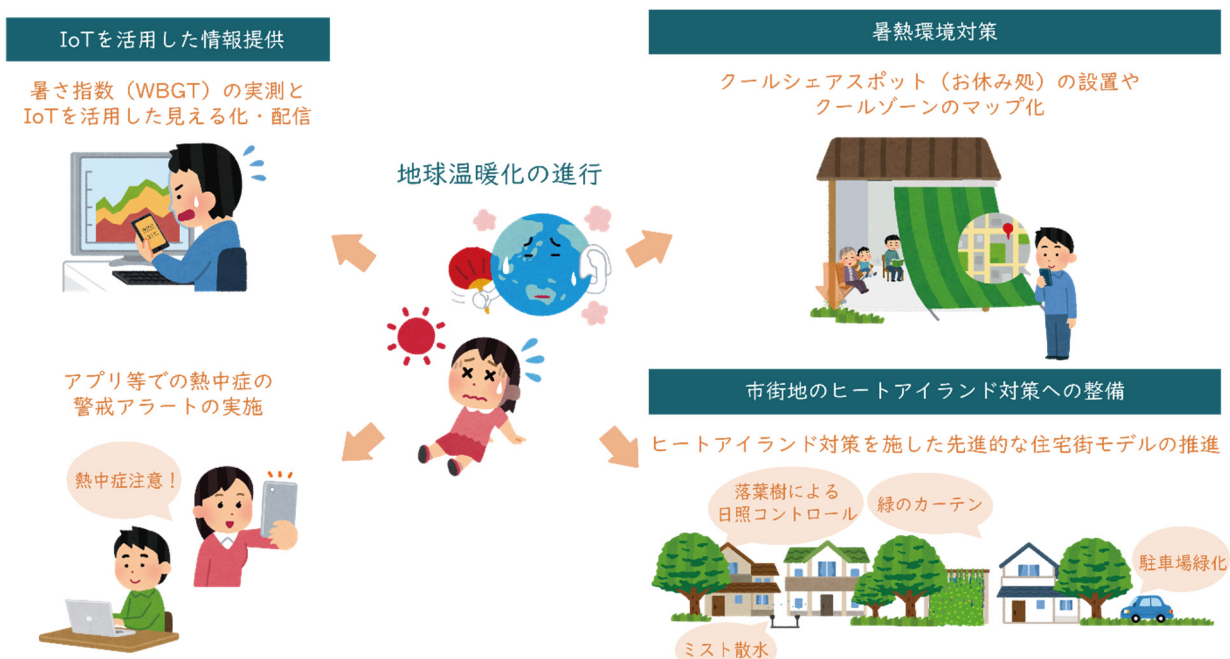 IoTを活用した情報提供
暑さ指数（WBGT）の実測と
IoTを活用した見える化・配信
アプリ等での熱中症の
警戒アラートの実施
熱中症注意！
地球温暖化の進行
暑熱環境対策
クールシェアスポット（お休み処）の設置や
クールゾーンのマップ化
市街地のヒートアイランド対策への整備
ヒートアイランド対策を施した先進的な住宅街モデルの推進
落葉樹による
日照コントロール
緑のカーテン
駐車場緑化
ミスト散水